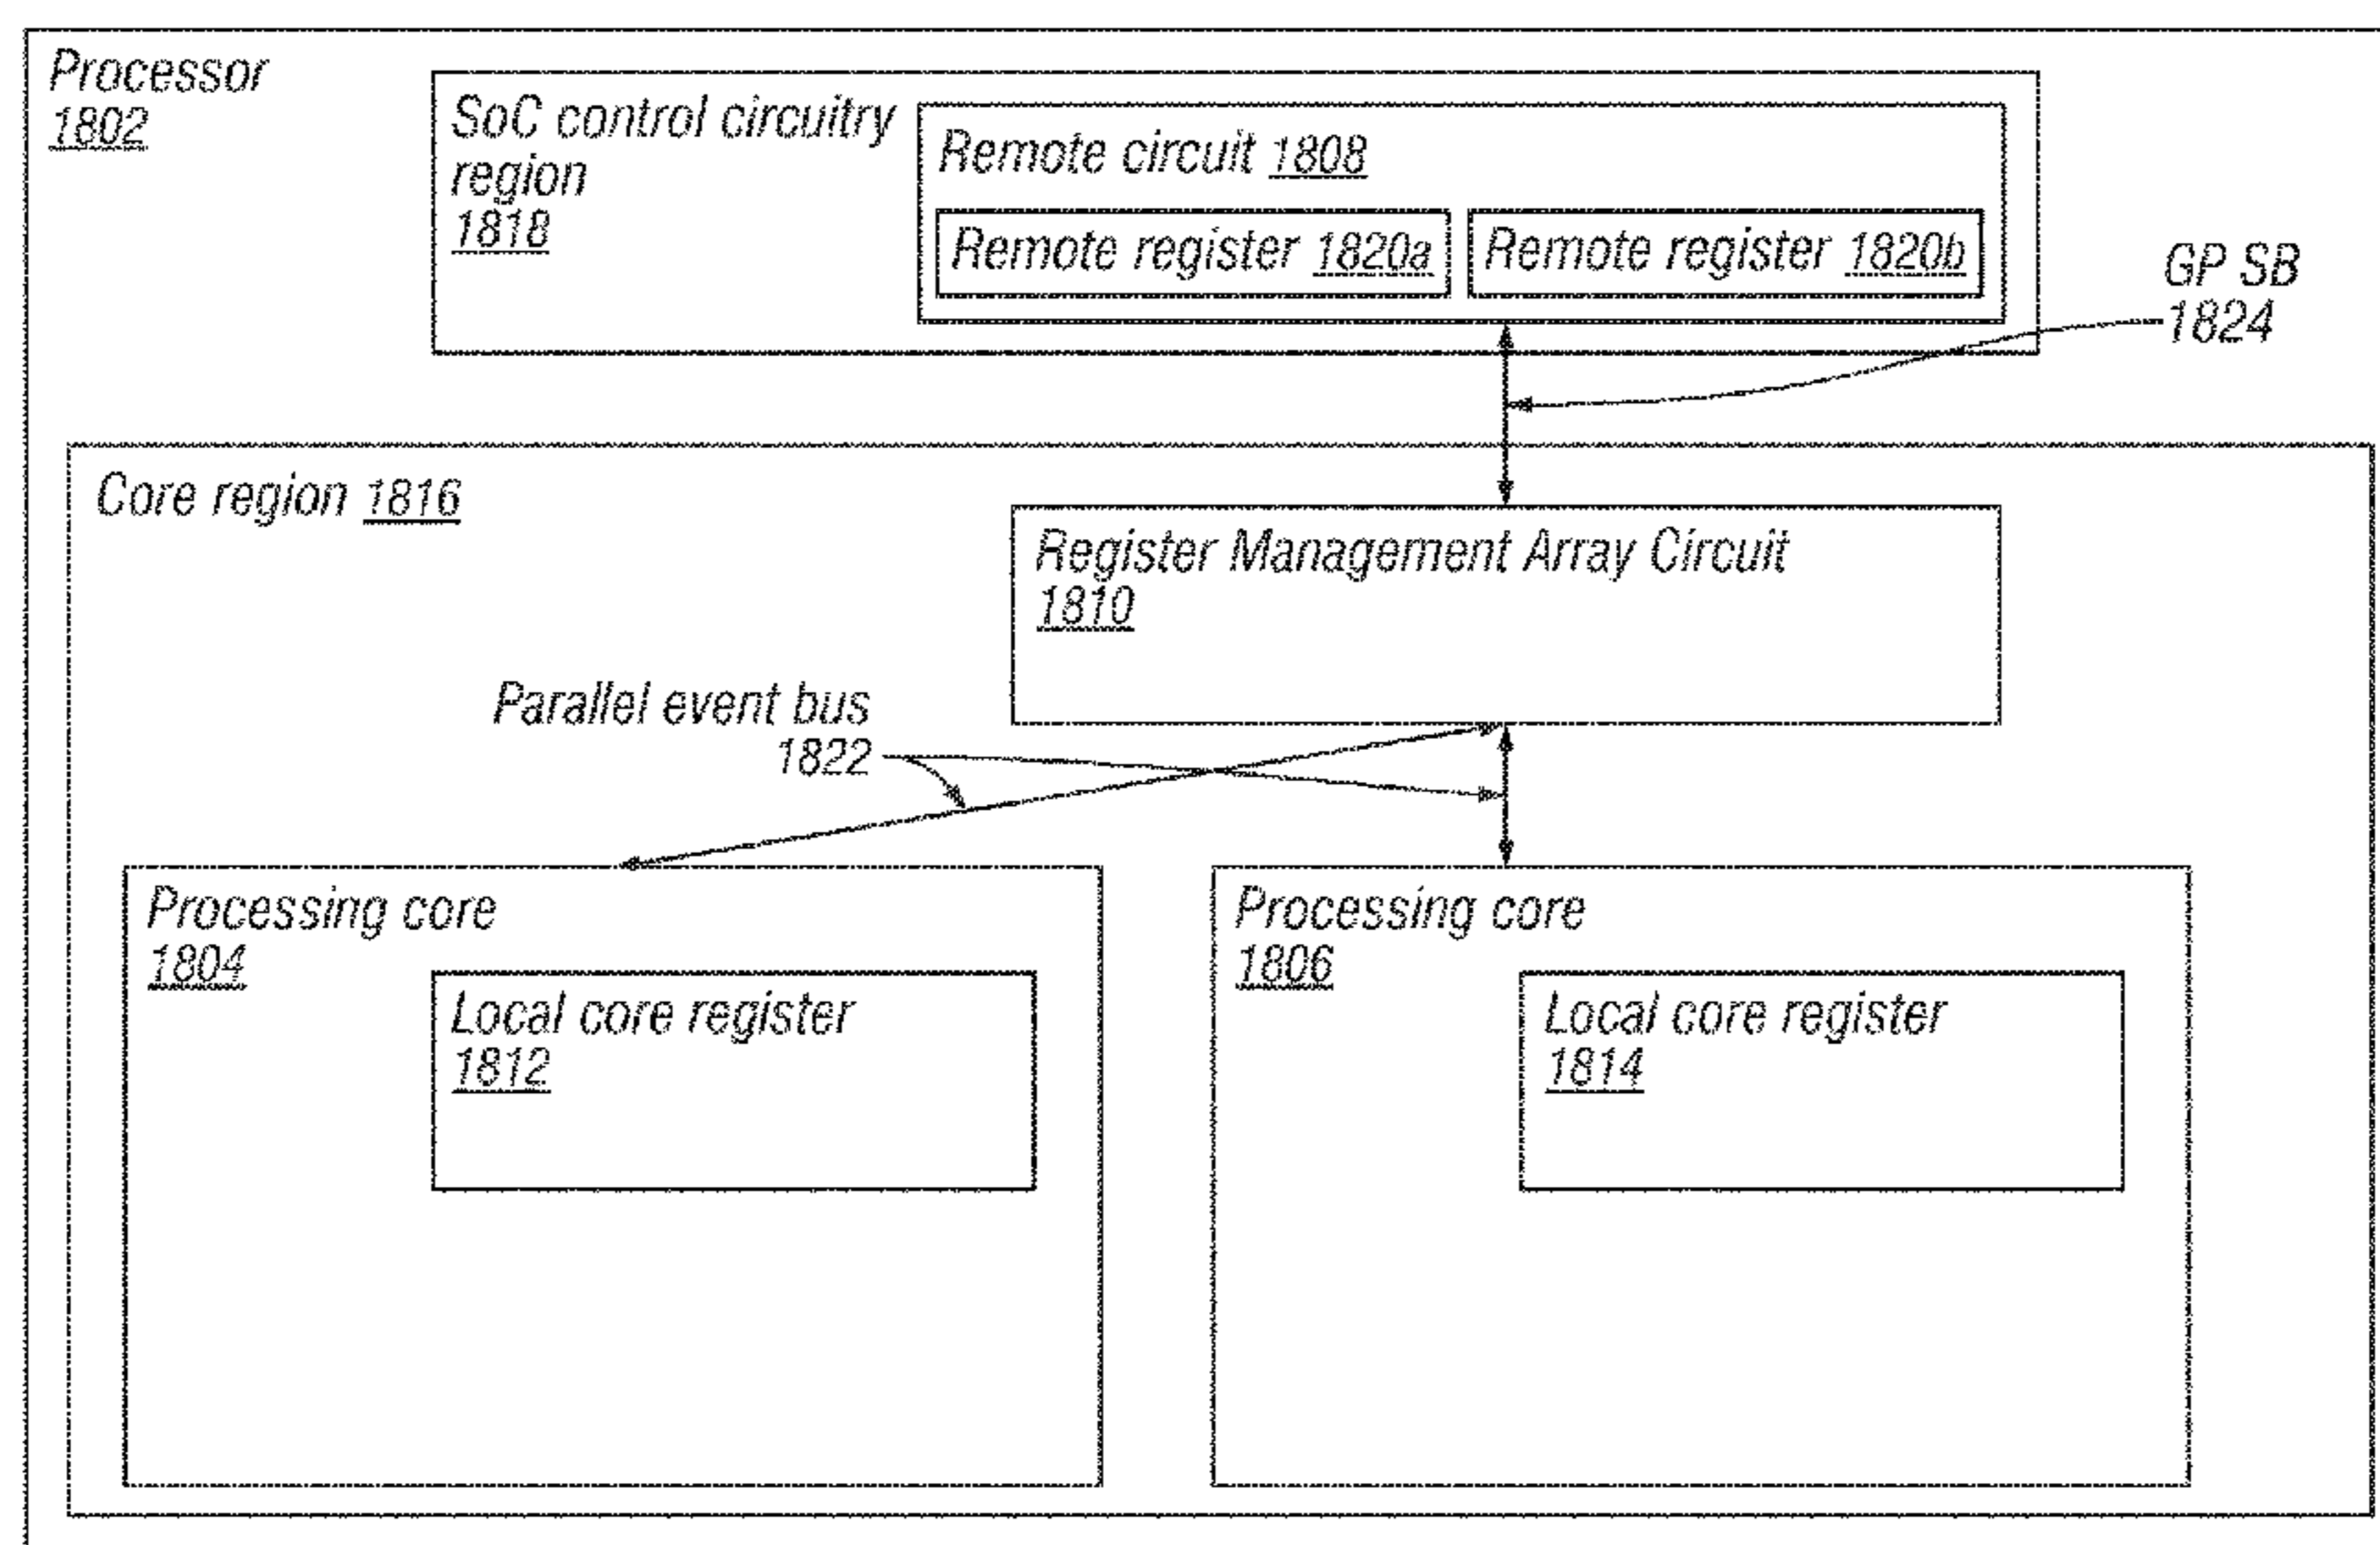 Processor
1802
SoC control circuitry
region
1818
Remote circuit 1808
Remote register 1820a
Remote register 1820b
GP SB
1824
Core region 1816
Register Management Array Circuit
1810
Parallel event bus
1822
Processing core
1804
Local core register
1812
Processing core
1806
Local core register
1814